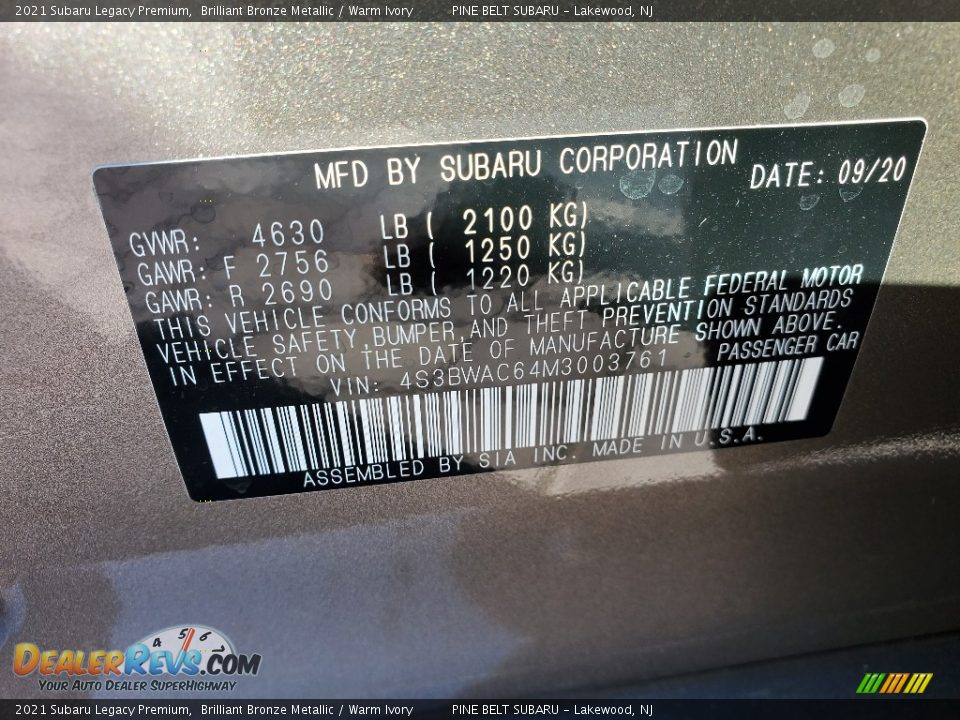 2021 Subaru Legacy Premium, Brilliant Bronze Metallic / Warm Ivory PINE BELT SUBARU - Lakewood, NJ
MFD BY SUBARU CORPORATION DATE: 09/20
GVWR: 4630 LB ( 2100 KG)
GAWR: F 2756 LB ( 1250 KG)
GAWR: R 2690 LB ( 1220 KG)
THIS VEHICLE CONFORMS TO ALL APPLICABLE FEDERAL MOTOR
VEHICLE SAFETY,BUMPER,AND THEFT PREVENTION STANDARDS
IN EFFECT ON THE DATE OF MANUFACTURE SHOWN ABOVE.
VIN: 4S3BWAC64M3003761 PASSENGER CAR
ASSEMBLED BY SIA INC. MADE IN U.S.A.
4 5 6
DEALERREVS.COM
YOUR AUTO DEALER SUPERHIGHWAY
2021 Subaru Legacy Premium, Brilliant Bronze Metallic / Warm Ivory PINE BELT SUBARU - Lakewood, NJ